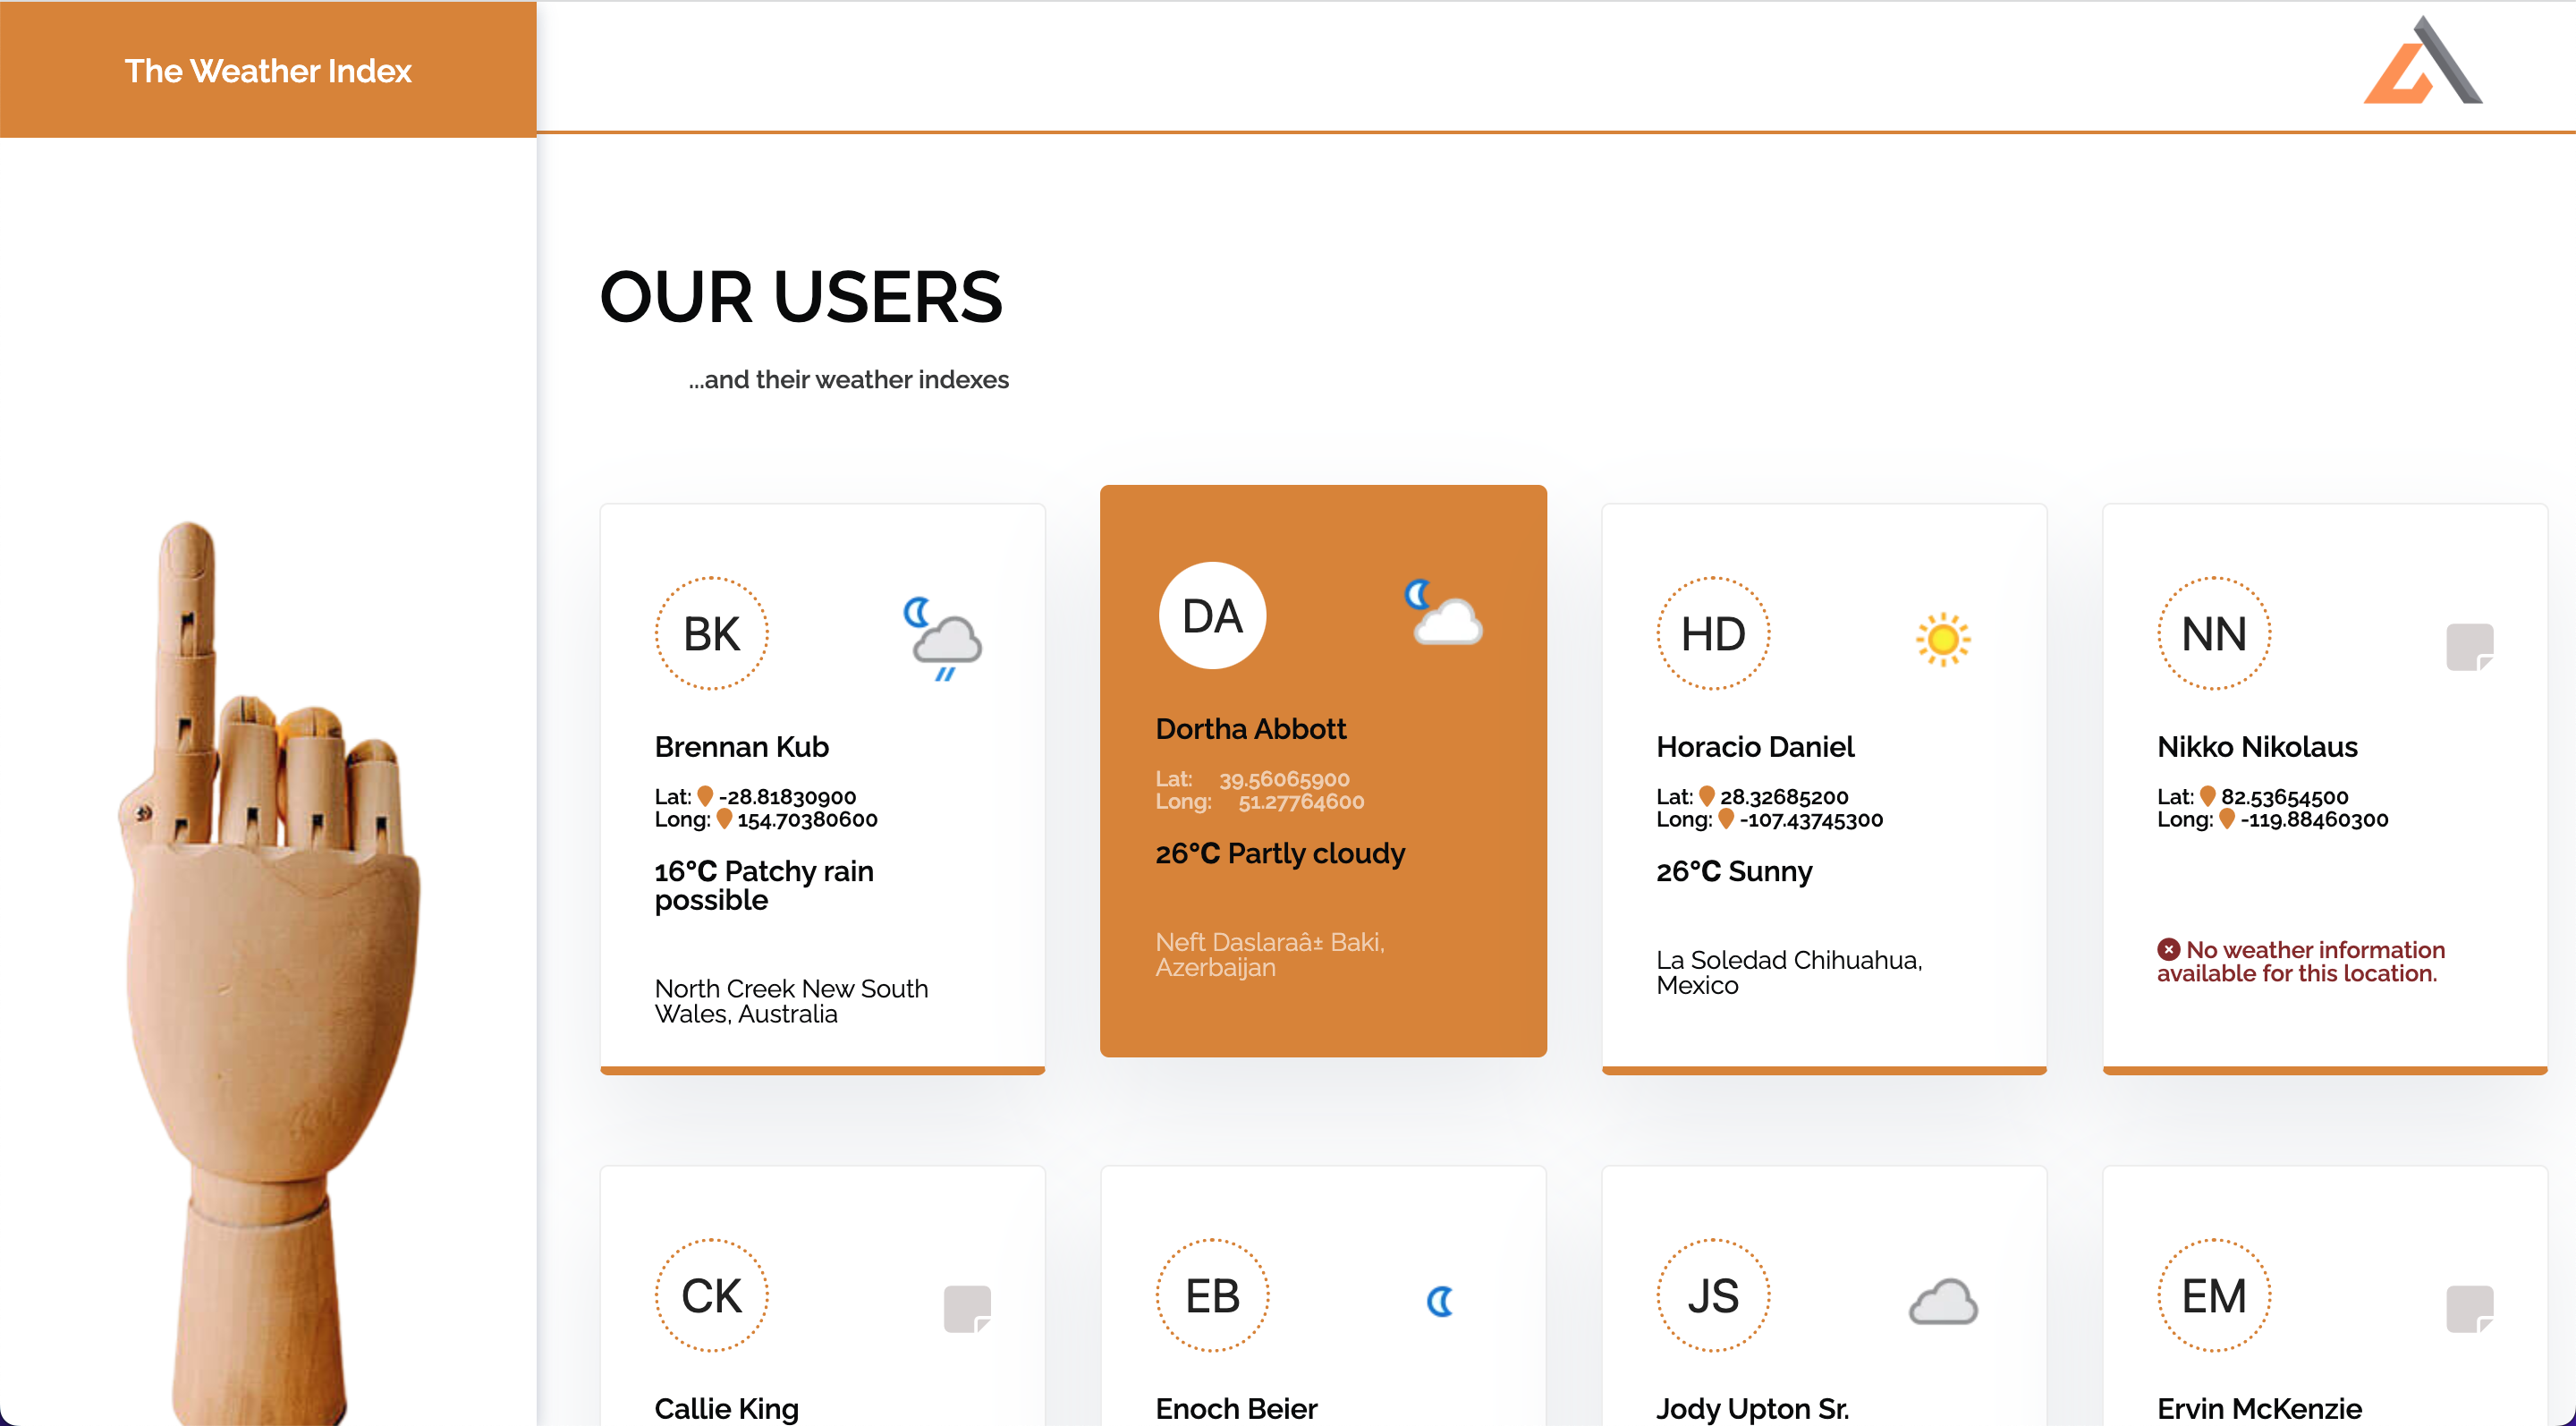 The Weather Index
OUR USERS
...and their weather indexes
BK
Brennan Kub
Lat: -28.81830900
Long: 154.70380600
16°C Patchy rain
possible
North Creek New South
Wales, Australia
DA
Dortha Abbott
Lat: 39.56065900
Long: 51.27764600
26°C Partly cloudy
Neft Daslaraâ± Baki,
Azerbaijan
HD
Horacio Daniel
Lat: 28.32685200
Long: -107.43745300
26°C Sunny
La Soledad Chihuahua,
Mexico
NN
Nikko Nikolaus
Lat: 82.53654500
Long: -119.88460300
No weather information
available for this location.
CK
Callie King
EB
Enoch Beier
JS
Jody Upton Sr.
EM
Ervin McKenzie